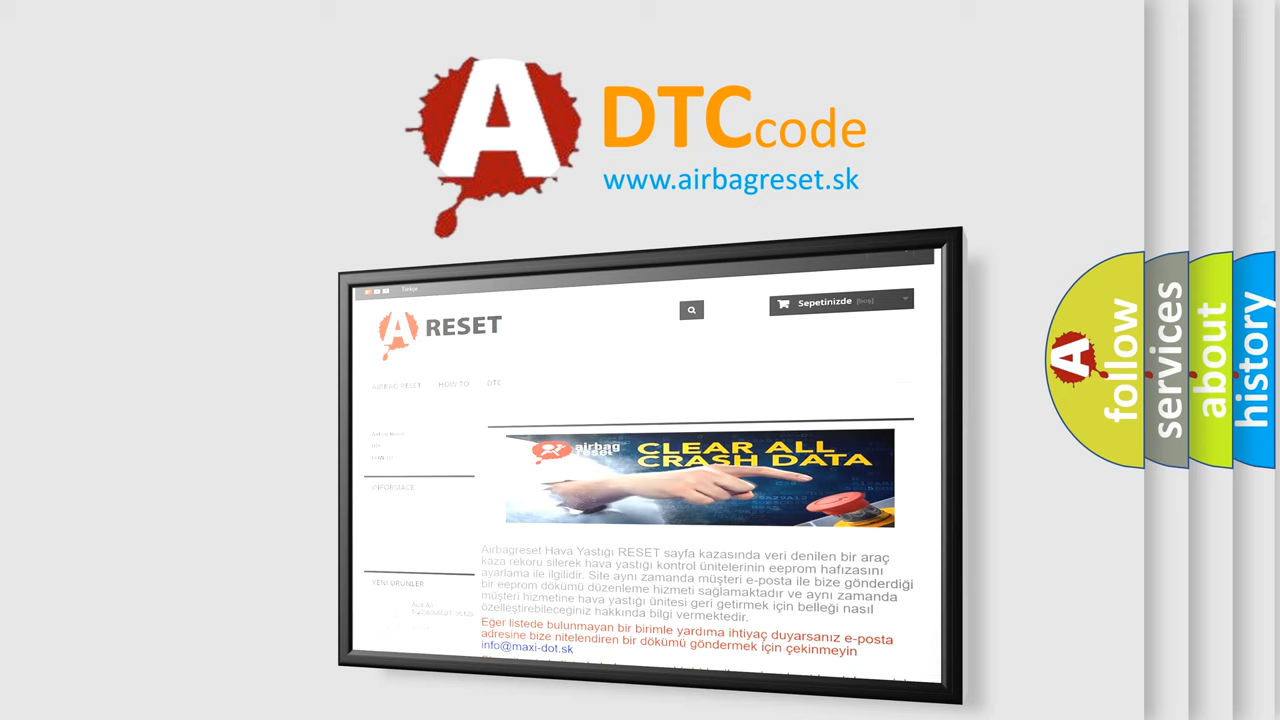 A DTCcode
www.airbagreset.sk
Türkçe
A RESET
Sepetinizde [boş]
AIRBAG RESET HOW TO DTC
airbag
reset
CLEAR ALL
CRASH DATA
INFORMACE
Airbagreset Hava Yastığı RESET sayfa kazasında veri denilen bir araç
kaza rekoru silerek hava yastığı kontrol ünitelerinin eeprom hafızasını
ayarlama ile ilgilidir. Site aynı zamanda müşteri e-posta ile bize gönderdiği
bir eeprom dökümü düzenleme hizmeti sağlamaktadır ve aynı zamanda
müşteri hizmetine hava yastığı ünitesi geri getirmek için belleği nasıl
özelleştirebileceğiniz hakkında bilgi vermektedir.
Eğer listede bulunmayan bir birimle yardıma ihtiyaç duyarsanız e-posta
adresine bize nitelendiren bir dökümü göndermek için çekinmeyin
info@maxi-dot.sk
YENI ÜRÜNLER
A follow
services
about
history